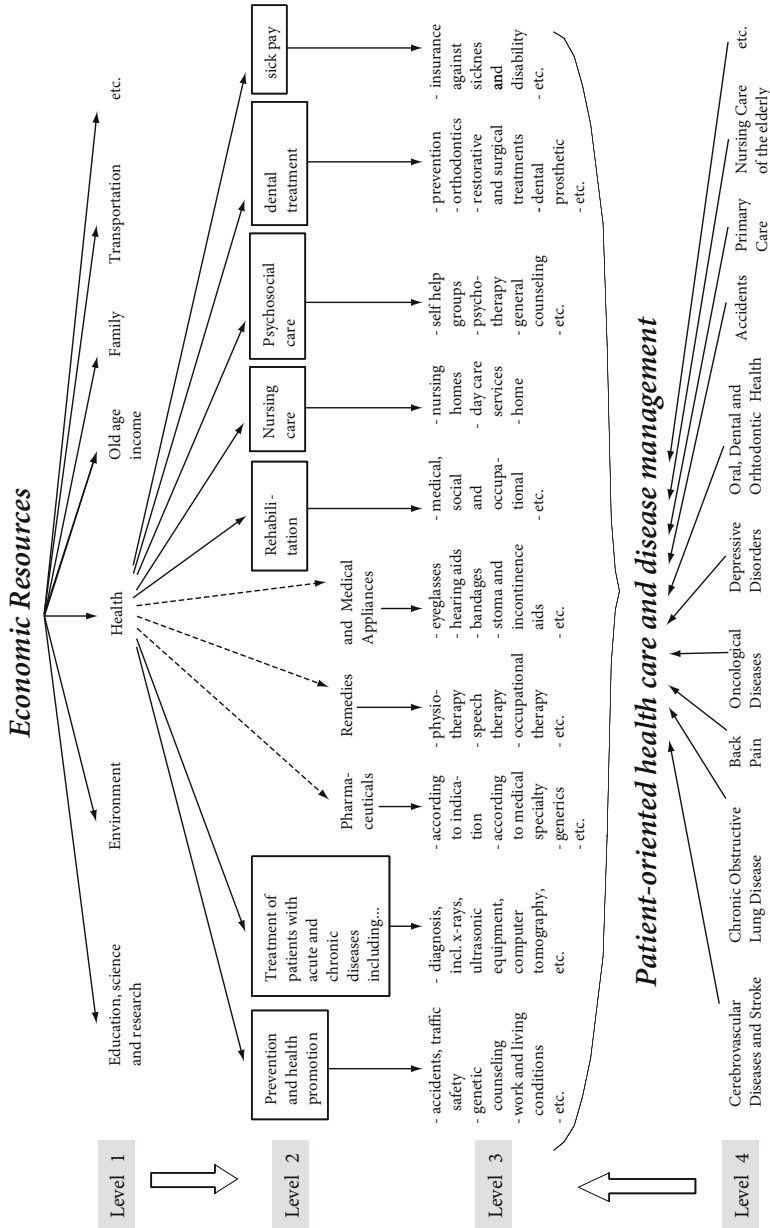 Economic Resources
Level 1
Education, science
and research
Environment
Health
Old age
income
Family
Transportation
etc.
Level 2
Prevention
and health
promotion
Treatment of
patients with
acute and
chronic
diseases
including...
Pharma-
ceuticals
Remedies
and Medical
Appliances
Rehabili-
tation
Nursing
care
Psychosocial
care
dental
treatment
sick pay
Level 3
- accidents, traffic
safety
- genetic
counseling
- work and living
conditions
- etc.
- diagnosis,
incl. x-rays,
ultrasonic
equipment,
computer
tomography,
etc.
- according
to indica-
tion
- according
to medical
specialty
- generics
- etc.
- physio-
therapy
- speech
therapy
- occupational
therapy
- etc.
- eyeglasses
- hearing aids
- bandages
- stoma and
incontinence
aids
- etc.
- medical,
social
and
occupa-
tional
- etc.
- nursing
homes
- day care
services
- home
- self help
groups
- psycho-
therapy
- general
counseling
- etc.
- prevention
- orthodontics
- restorative
and surgical
treatments
- dental
prosthetic
- etc.
- insurance
against
sicknes
and
disability
- etc.
Patient-oriented health care and disease management
Level 4
Cerebrovascular
Diseases and Stroke
Chronic Obstructive
Lung Disease
Back
Pain
Oncological
Diseases
Depressive
Disorders
Oral, Dental and
Orhtodontic Health
Accidents
Primary
Care
Nursing Care
of the elderly
etc.